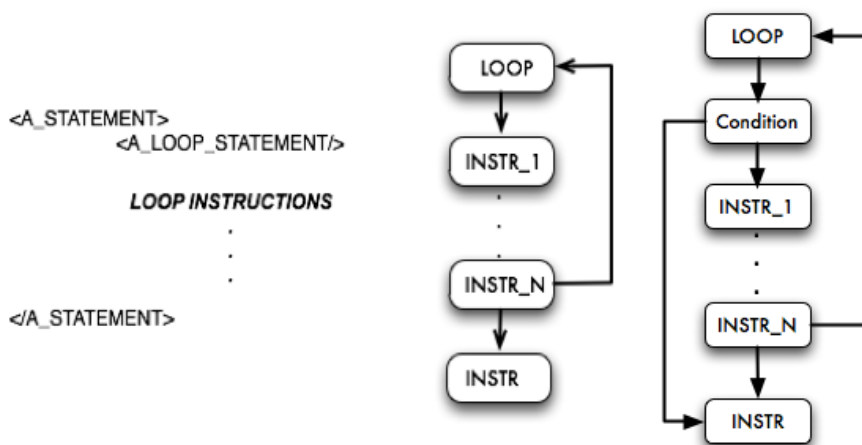 <A_STATEMENT>
<A_LOOP_STATEMENT/>
LOOP INSTRUCTIONS
.
.
.
</A_STATEMENT>
LOOP
INSTR_1
.
.
.
INSTR_N
INSTR
LOOP
Condition
INSTR_1
.
.
.
INSTR_N
INSTR